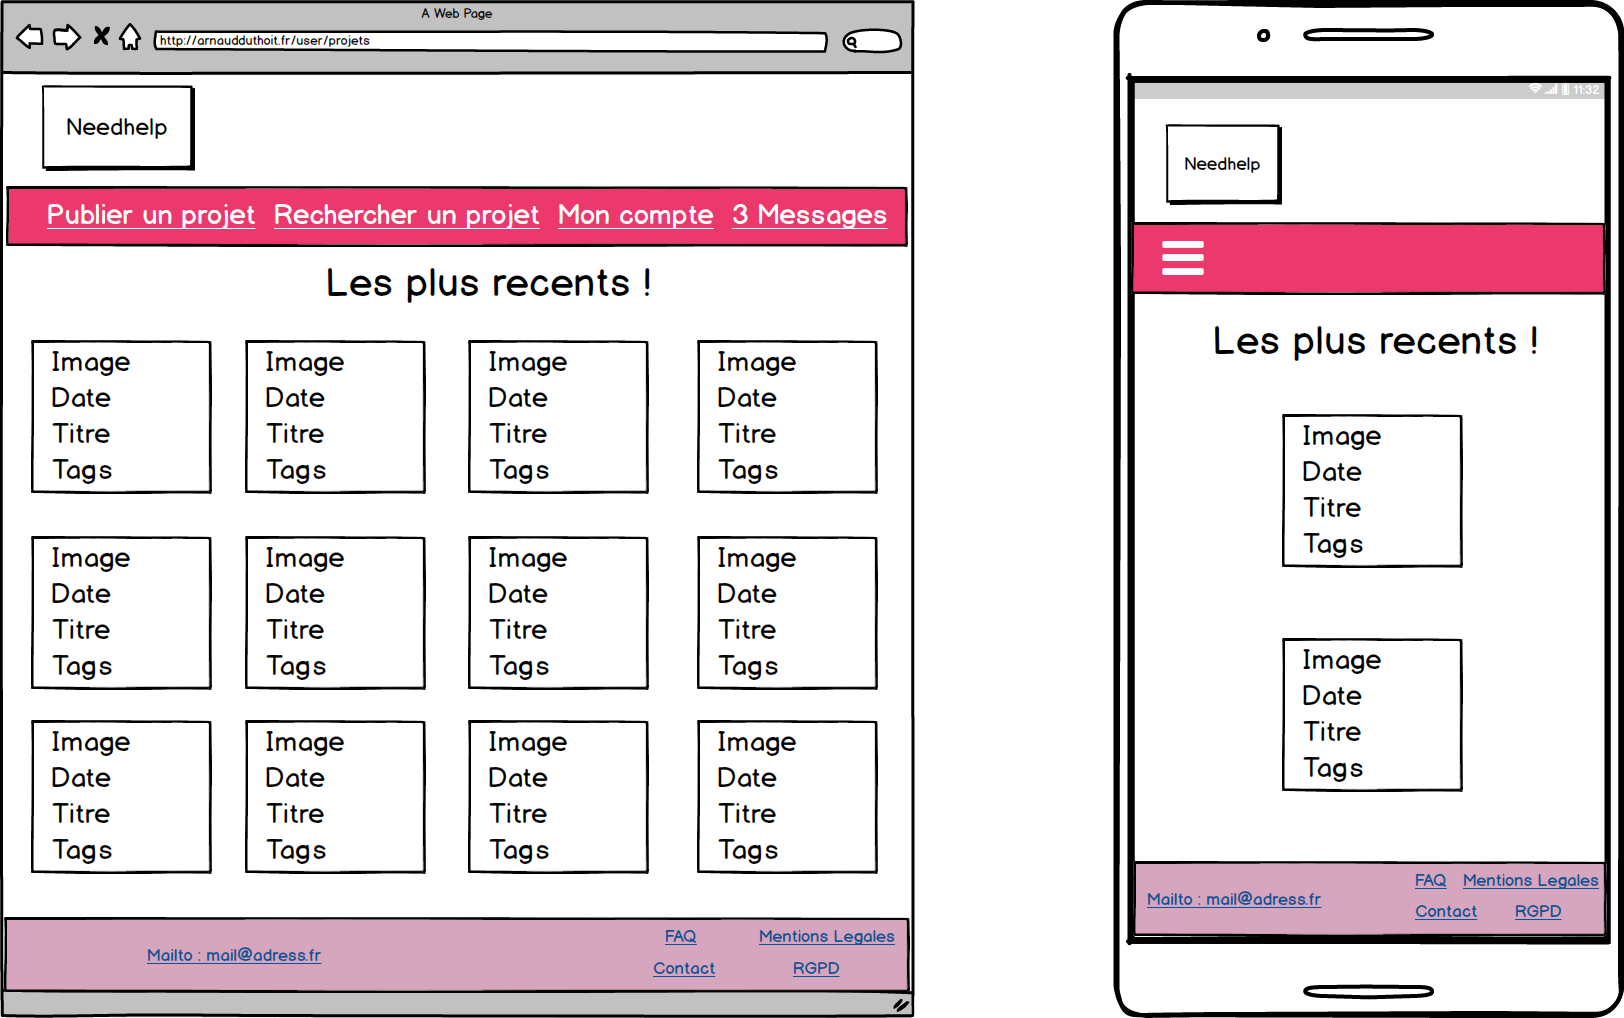 A Web Page
http://arnaudduthoit.fr/user/projets
Needhelp
Publier un projet Rechercher un projet Mon compte 3 Messages
Les plus recents !
Image Image Image Image
Date Date Date Date
Titre Titre Titre Titre
Tags Tags Tags Tags
Image Image Image Image
Date Date Date Date
Titre Titre Titre Titre
Tags Tags Tags Tags
Image Image Image Image
Date Date Date Date
Titre Titre Titre Titre
Tags Tags Tags Tags
Mailto : mail@adress.fr
FAQ Mentions Legales
Contact RGPD
11:32
Needhelp
Les plus recents !
Image
Date
Titre
Tags
Image
Date
Titre
Tags
Mailto : mail@adress.fr
FAQ Mentions Legales
Contact RGPD